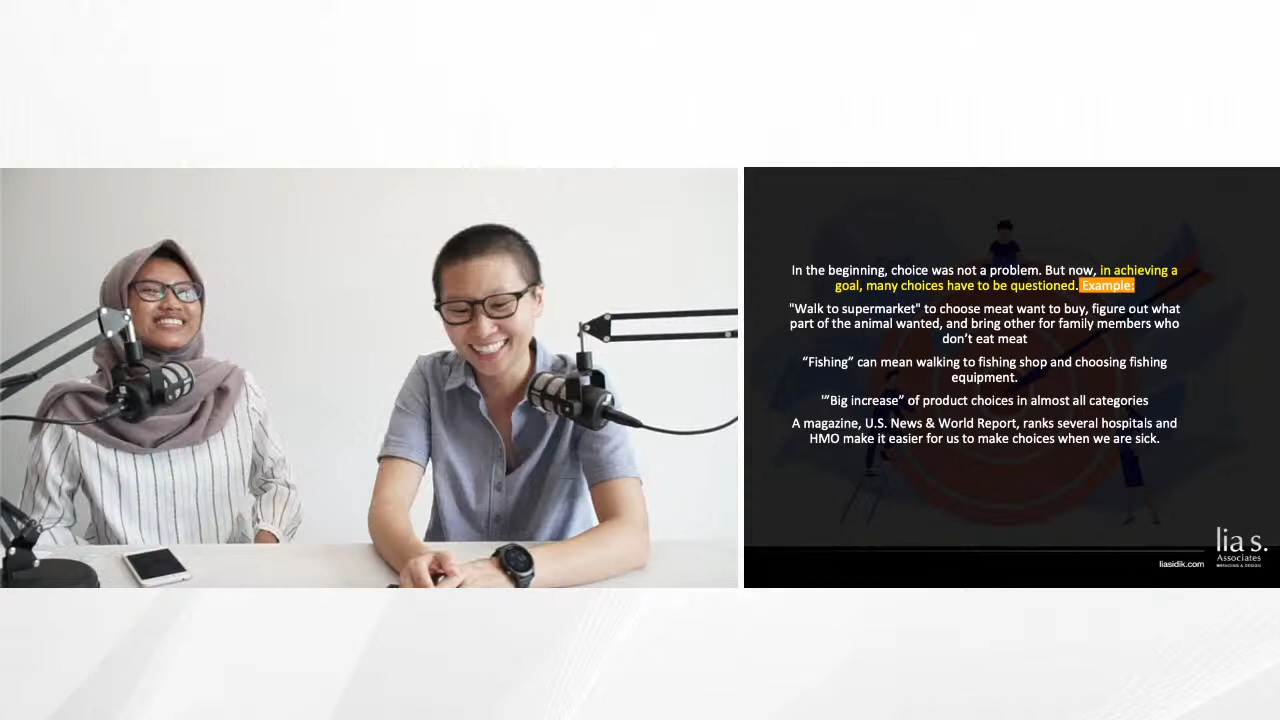 In the beginning, choice was not a problem. But now, in achieving a
goal, many choices have to be questioned. Example:
"Walk to supermarket" to choose meat want to buy, figure out what
part of the animal wanted, and bring other for family members who
don’t eat meat
“Fishing” can mean walking to fishing shop and choosing fishing
equipment.
'”Big increase” of product choices in almost all categories
A magazine, U.S. News & World Report, ranks several hospitals and
HMO make it easier for us to make choices when we are sick.
lia s.
Associates
BRANDING & DESIGN
liasidik.com